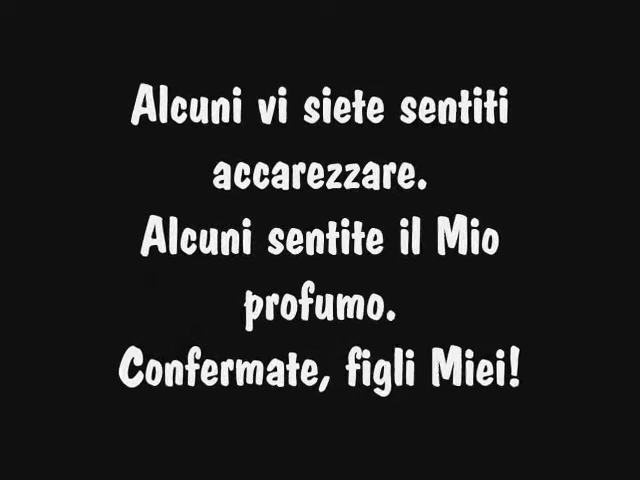 Alcuni vi siete sentiti
accarezzare.
Alcuni sentite il Mio
profumo.
Confermate, figli Miei!